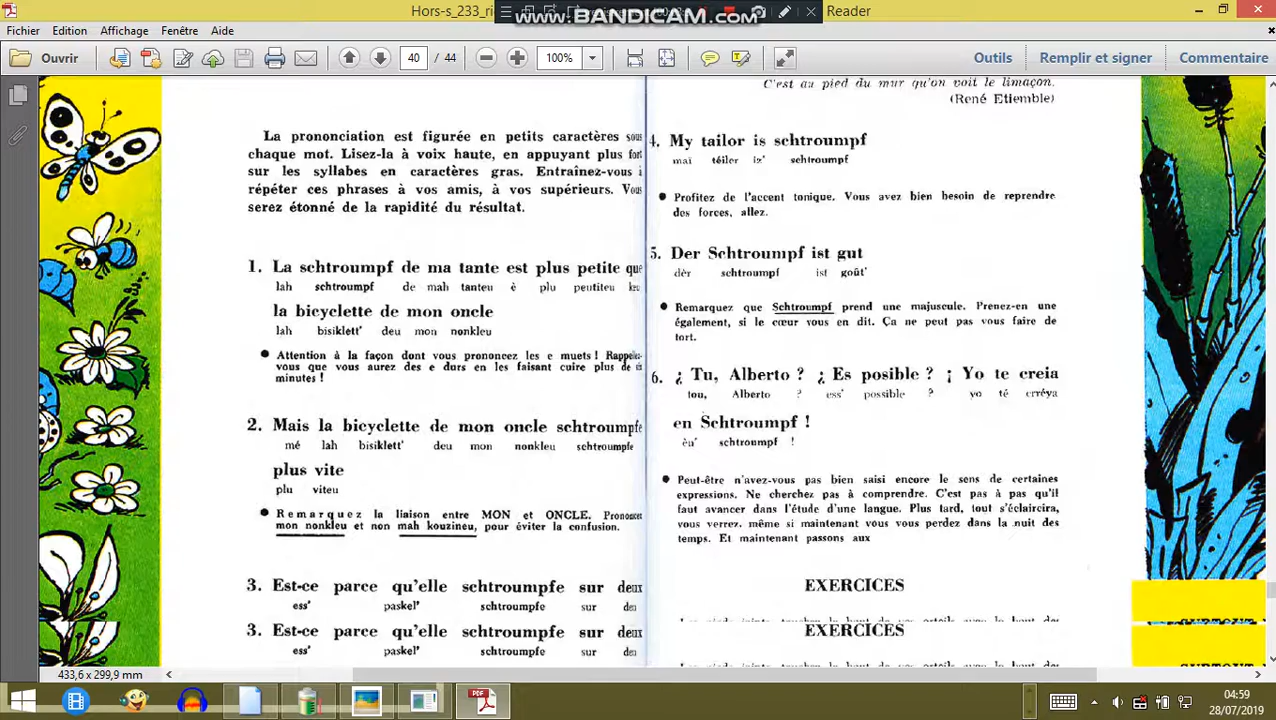 Hors-s_233_ri
www.BANDICAM.com
Reader
Fichier Edition Affichage Fenêtre Aide
Ouvrir
40 / 44
100%
Outils
Remplir et signer
Commentaire
La prononciation est figurée en petits caractères sous
chaque mot. Lisez-la à voix haute, en appuyant plus fort
sur les syllabes en caractères gras. Entraînez-vous à
répéter ces phrases à vos amis, à vos supérieurs. Vous
serez étonné de la rapidité du résultat.
1. La schtroumpf de ma tante est plus petite que
lah schtroumpf de mah tanteu è plu peutiteu keu
la bicyclette de mon oncle
lah bisiklett' deu mon nonkleu
● Attention à la façon dont vous prononcez les e muets ! Rappelez-
vous que vous aurez des e durs en les faisant cuire plus de dix
minutes !
2. Mais la bicyclette de mon oncle schtroumpfe
mé lah bisiklett' deu mon nonkleu schtroumpfe
plus vite
plu viteu
● Remarquez la liaison entre MON et ONCLE. Prononcez
mon nonkleu et non mah kouzineu, pour éviter la confusion.
3. Est-ce parce qu'elle schtroumpfe sur deux
ess' paskel' schtroumpfe sur deu
3. Est-ce parce qu'elle schtroumpfe sur deux
ess' paskel' schtroumpfe sur deu
C'est au pied du mur qu'on voit le limaçon.
(René Etiemble)
4. My tailor is schtroumpf
maï téiler iz' schtroumpf
● Profitez de l'accent tonique. Vous avez bien besoin de reprendre
des forces, allez.
5. Der Schtroumpf ist gut
dèr schtroumpf ist goût'
● Remarquez que Schtroumpf prend une majuscule. Prenez-en une
également, si le cœur vous en dit. Ça ne peut pas vous faire de
tort.
6. ¿ Tu, Alberto ? ¿ Es posible ? ¡ Yo te creia
tou, Alberto ? ess' possible ? yo té erréya
en Schtroumpf !
èn' schtroumpf !
● Peut-être n'avez-vous pas bien saisi encore le sens de certaines
expressions. Ne cherchez pas à comprendre. C'est pas à pas qu'il
faut avancer dans l'étude d'une langue. Plus tard, tout s'éclaircira,
vous verrez, même si maintenant vous vous perdez dans la nuit des
temps. Et maintenant passons aux
EXERCICES
EXERCICES
433,6 x 299,9 mm
04:59
28/07/2019